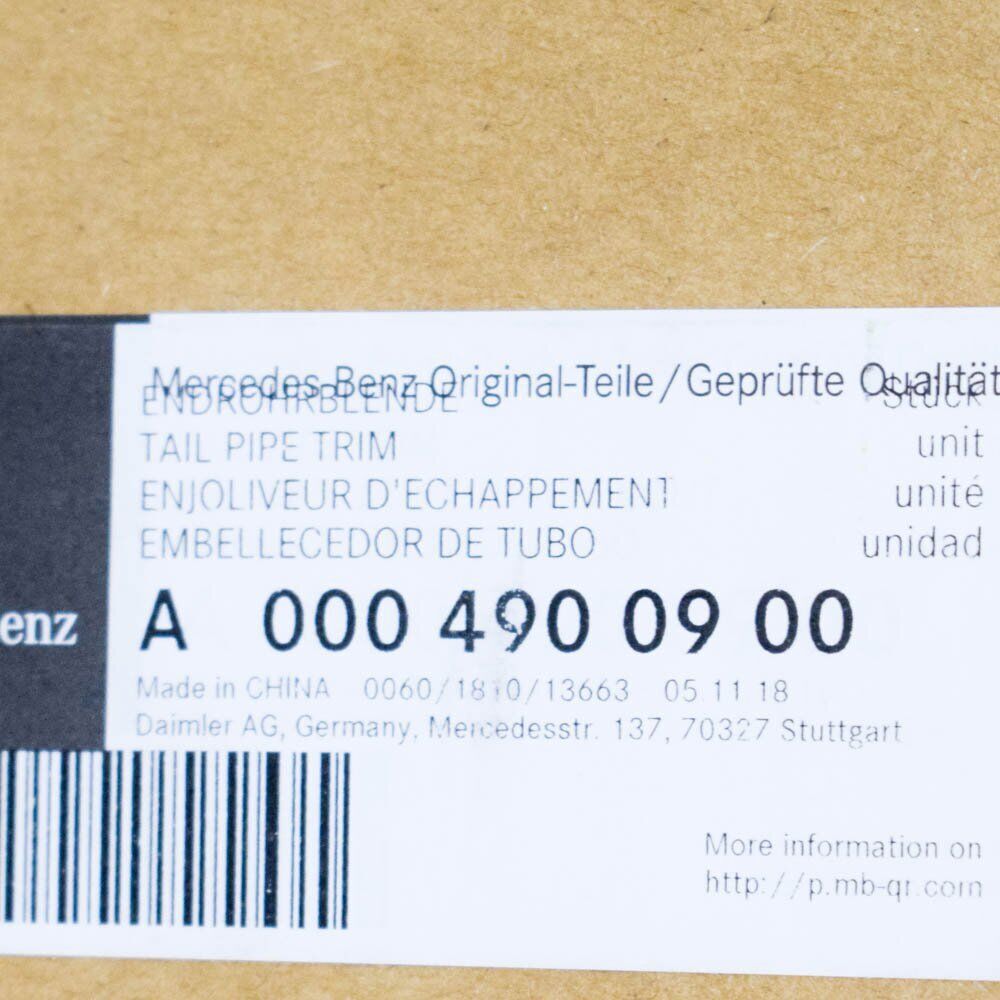 Mercedes-Benz Original-Teile/Geprüfte Qualität
ENDROHRBLENDE Stück
TAIL PIPE TRIM unit
ENJOLIVEUR D'ECHAPPEMENT unité
EMBELLECEDOR DE TUBO unidad
enz
A 000 490 09 00
Made in CHINA 0060/1810/13663 05.11.18
Daimler AG, Germany, Mercedesstr. 137, 70327 Stuttgart
More information on
http://p.mb-qr.com